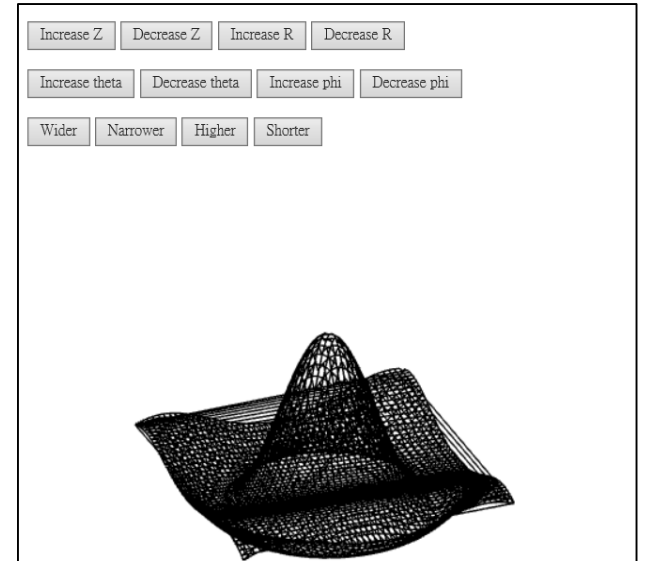 Increase Z Decrease Z Increase R Decrease R
Increase theta Decrease theta Increase phi Decrease phi
Wider Narrower Higher Shorter